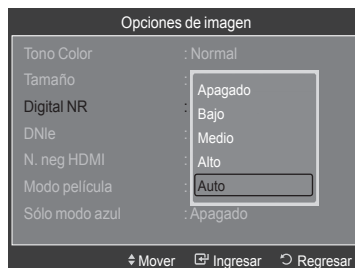 Opciones de imagen
Tono Color : Normal
Tamaño :
Digital NR :
DNIe :
N. neg HDMI :
Modo película :
Sólo modo azul : Apagado
Apagado
Bajo
Medio
Alto
Auto
Mover Ingresar Regresar